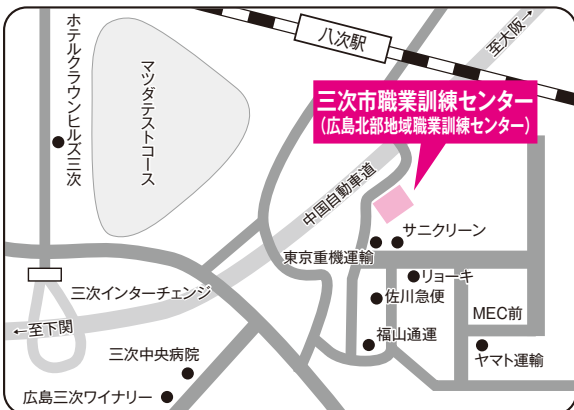 八次駅
至大阪→
ホテルクラウンヒルズ三次
マツダテストコース
三次市職業訓練センター
(広島北部地域職業訓練センター)
中国自動車道
サニクリーン
東京重機運輸
リョーキ
三次インターチェンジ
佐川急便
MEC前
←至下関
福山通運
三次中央病院
ヤマト運輸
広島三次ワイナリー